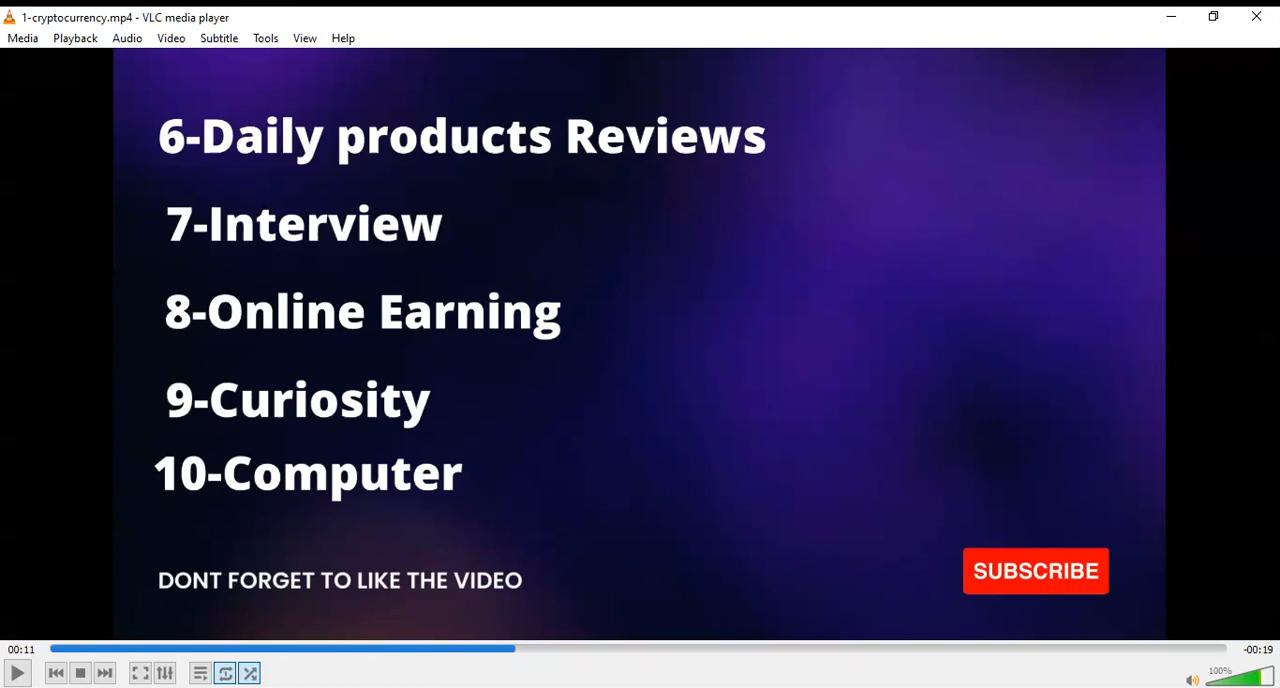 1-cryptocurrency.mp4 - VLC media player
Media Playback Audio Video Subtitle Tools View Help
6-Daily products Reviews
7-Interview
8-Online Earning
9-Curiosity
10-Computer
DONT FORGET TO LIKE THE VIDEO
SUBSCRIBE
00:11
-00:19
100%